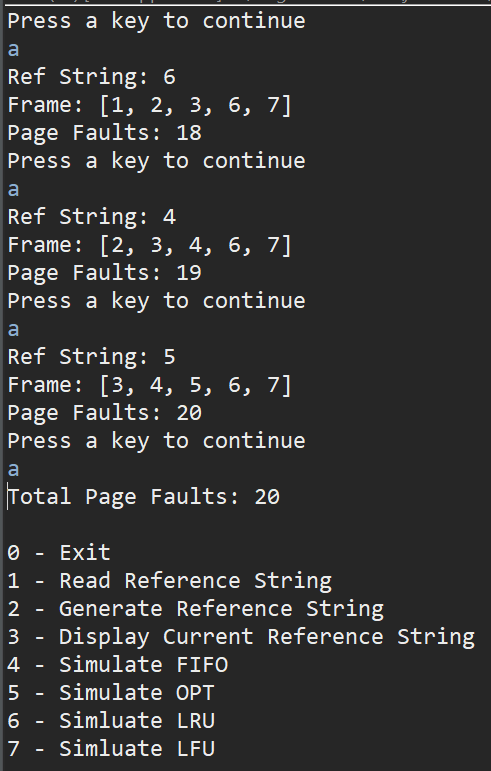 Press a key to continue
a
Ref String: 6
Frame: [1, 2, 3, 6, 7]
Page Faults: 18
Press a key to continue
a
Ref String: 4
Frame: [2, 3, 4, 6, 7]
Page Faults: 19
Press a key to continue
a
Ref String: 5
Frame: [3, 4, 5, 6, 7]
Page Faults: 20
Press a key to continue
a
Total Page Faults: 20
0 - Exit
1 - Read Reference String
2 - Generate Reference String
3 - Display Current Reference String
4 - Simulate FIFO
5 - Simulate OPT
6 - Simluate LRU
7 - Simluate LFU